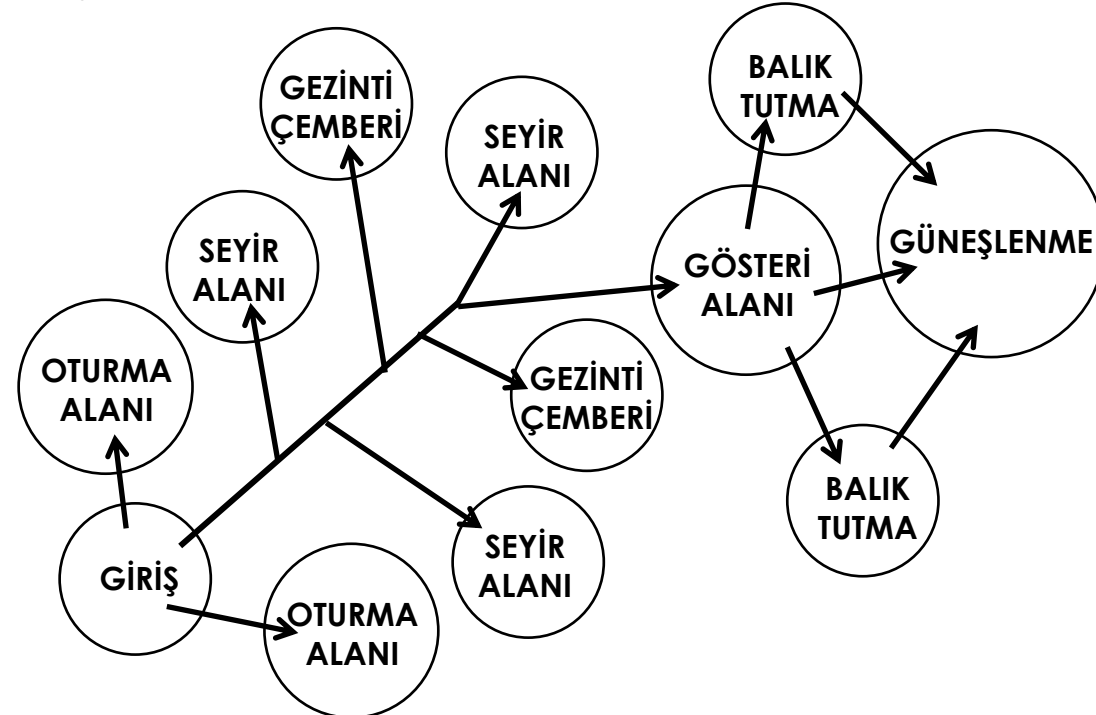 GEZİNTİ
ÇEMBERİ
SEYİR
ALANI
BALIK
TUTMA
SEYİR
ALANI
GÖSTERİ
ALANI
GÜNEŞLENME
OTURMA
ALANI
GEZİNTİ
ÇEMBERİ
BALIK
TUTMA
SEYİR
ALANI
GİRİŞ
OTURMA
ALANI